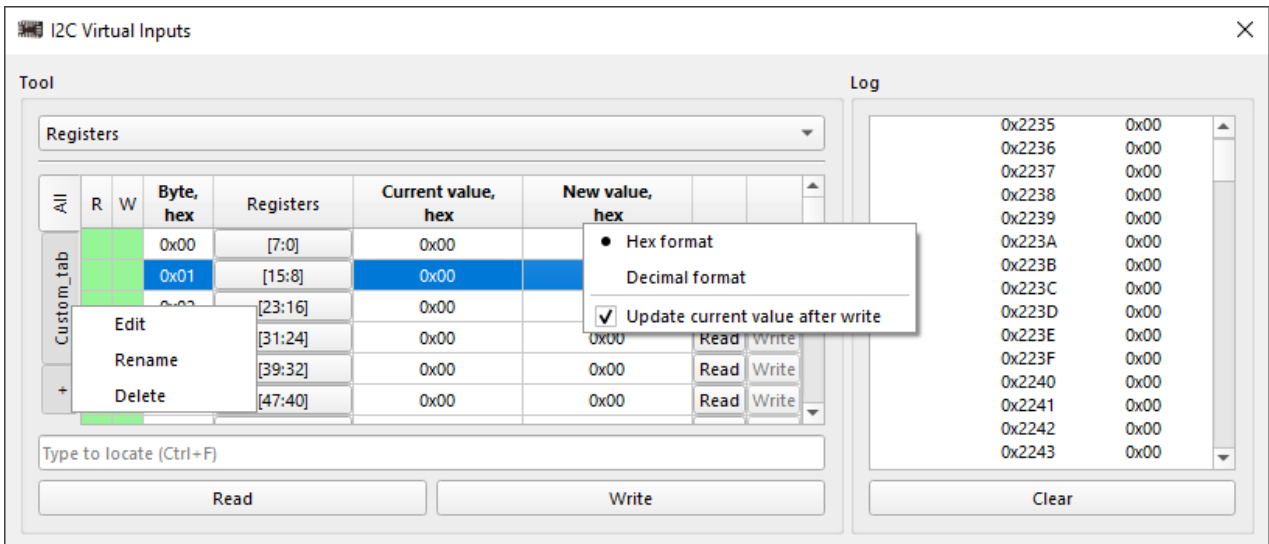 I2C Virtual Inputs
Tool
Log
Registers
All
R W Byte, hex Registers Current value, hex New value, hex
Custom_tab
+
0x00 [7:0] 0x00
0x01 [15:8] 0x00
[23:16] 0x00
[31:24] 0x00 0x00 Read Write
[39:32] 0x00 0x00 Read Write
[47:40] 0x00 0x00 Read Write
Edit
Rename
Delete
Hex format
Decimal format
Update current value after write
Type to locate (Ctrl+F)
Read
Write
0x2235 0x00
0x2236 0x00
0x2237 0x00
0x2238 0x00
0x2239 0x00
0x223A 0x00
0x223B 0x00
0x223C 0x00
0x223D 0x00
0x223E 0x00
0x223F 0x00
0x2240 0x00
0x2241 0x00
0x2242 0x00
0x2243 0x00
Clear